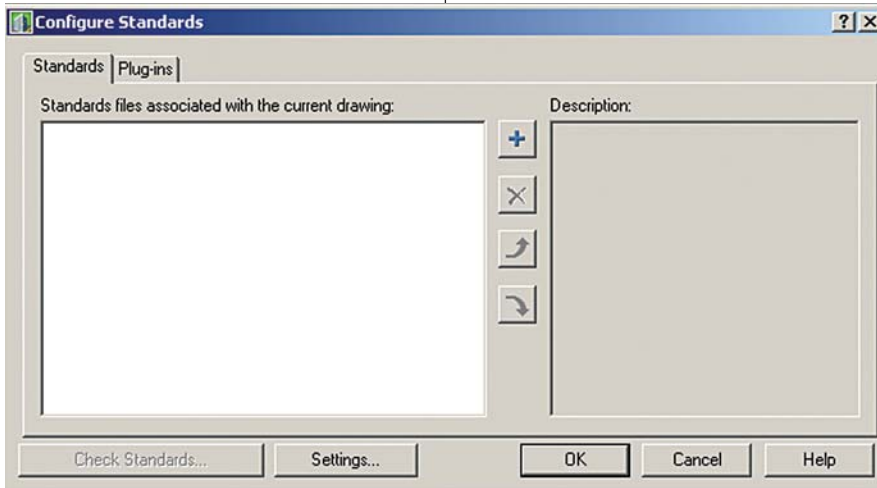 Configure Standards
Standards Plug-ins
Standards files associated with the current drawing:
Description:
Check Standards... Settings... OK Cancel Help